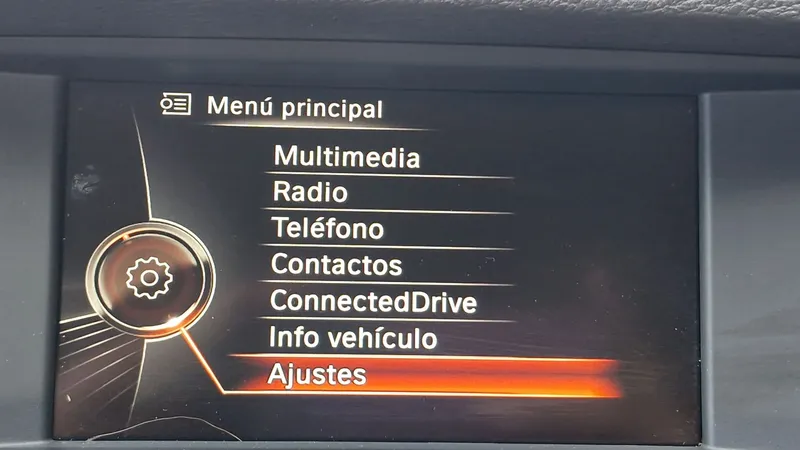 Menú principal
Multimedia
Radio
Teléfono
Contactos
ConnectedDrive
Info vehículo
Ajustes